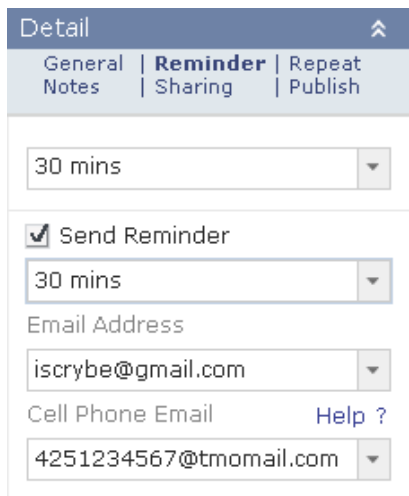 Detail
General | Reminder | Repeat
Notes | Sharing | Publish
30 mins
Send Reminder
30 mins
Email Address
iscrybe@gmail.com
Cell Phone Email Help ?
4251234567@tmomail.com